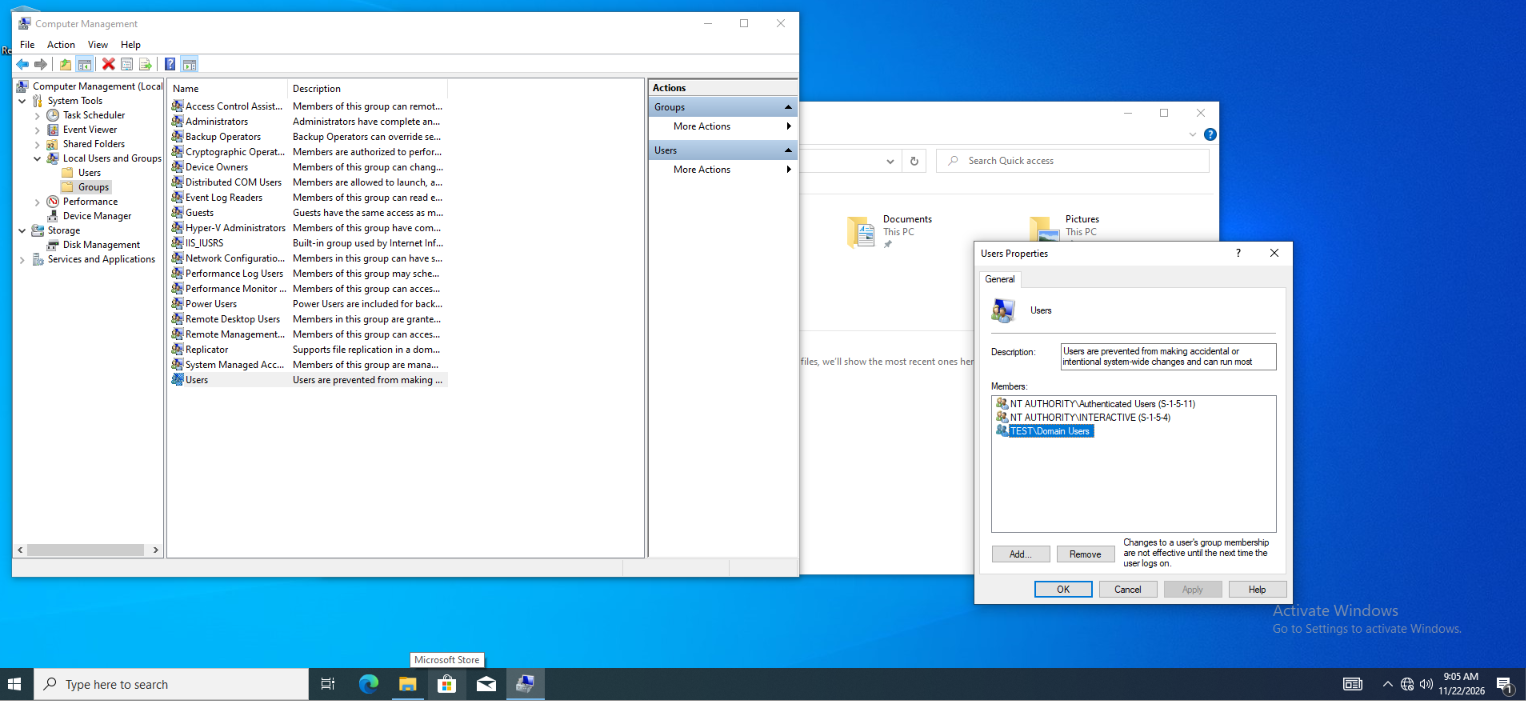 Computer Management
File Action View Help
Computer Management (Local
System Tools
Task Scheduler
Event Viewer
Shared Folders
Local Users and Groups
Users
Groups
Performance
Device Manager
Storage
Disk Management
Services and Applications
Name Description
Access Control Assist... Members of this group can remot...
Administrators Administrators have complete an...
Backup Operators Backup Operators can override se...
Cryptographic Operat... Members are authorized to perfor...
Device Owners Members of this group can chang...
Distributed COM Users Members are allowed to launch, a...
Event Log Readers Members of this group can read e...
Guests Guests have the same access as m...
Hyper-V Administrators Members of this group have com...
IIS_IUSRS Built-in group used by Internet Inf...
Network Configuratio... Members in this group can have s...
Performance Log Users Members of this group may sche...
Performance Monitor ... Members of this group can acces...
Power Users Power Users are included for back...
Remote Desktop Users Members in this group are grante...
Remote Management... Members of this group can acces...
Replicator Supports file replication in a dom...
System Managed Acc... Members of this group are mana...
Users Users are prevented from making ...
Actions
Groups
More Actions
Users
More Actions
Search Quick access
Documents
This PC
Pictures
This PC
files, we'll show the most recent ones her
Users Properties
General
Users
Description: Users are prevented from making accidental or
intentional system-wide changes and can run most
Members:
NT AUTHORITY\Authenticated Users (S-1-5-11)
NT AUTHORITY\INTERACTIVE (S-1-5-4)
TEST\Domain Users
Add... Remove
Changes to a user's group membership
are not effective until the next time the
user logs on.
OK Cancel Apply Help
Activate Windows
Go to Settings to activate Windows.
Microsoft Store
Type here to search
9:05 AM
11/22/2026
1